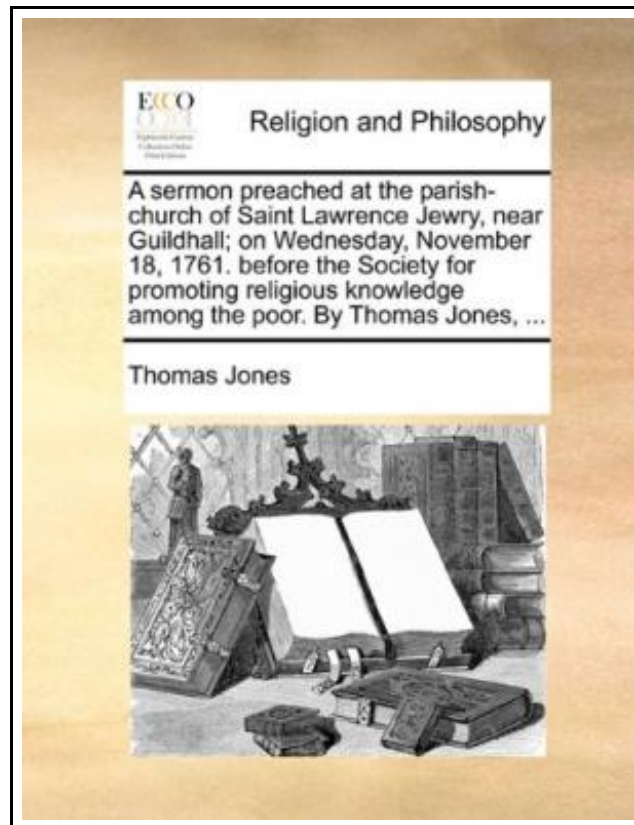 ECCO
Religion and Philosophy
A sermon preached at the parish-
church of Saint Lawrence Jewry, near
Guildhall; on Wednesday, November
18, 1761. before the Society for
promoting religious knowledge
among the poor. By Thomas Jones, ...
Thomas Jones